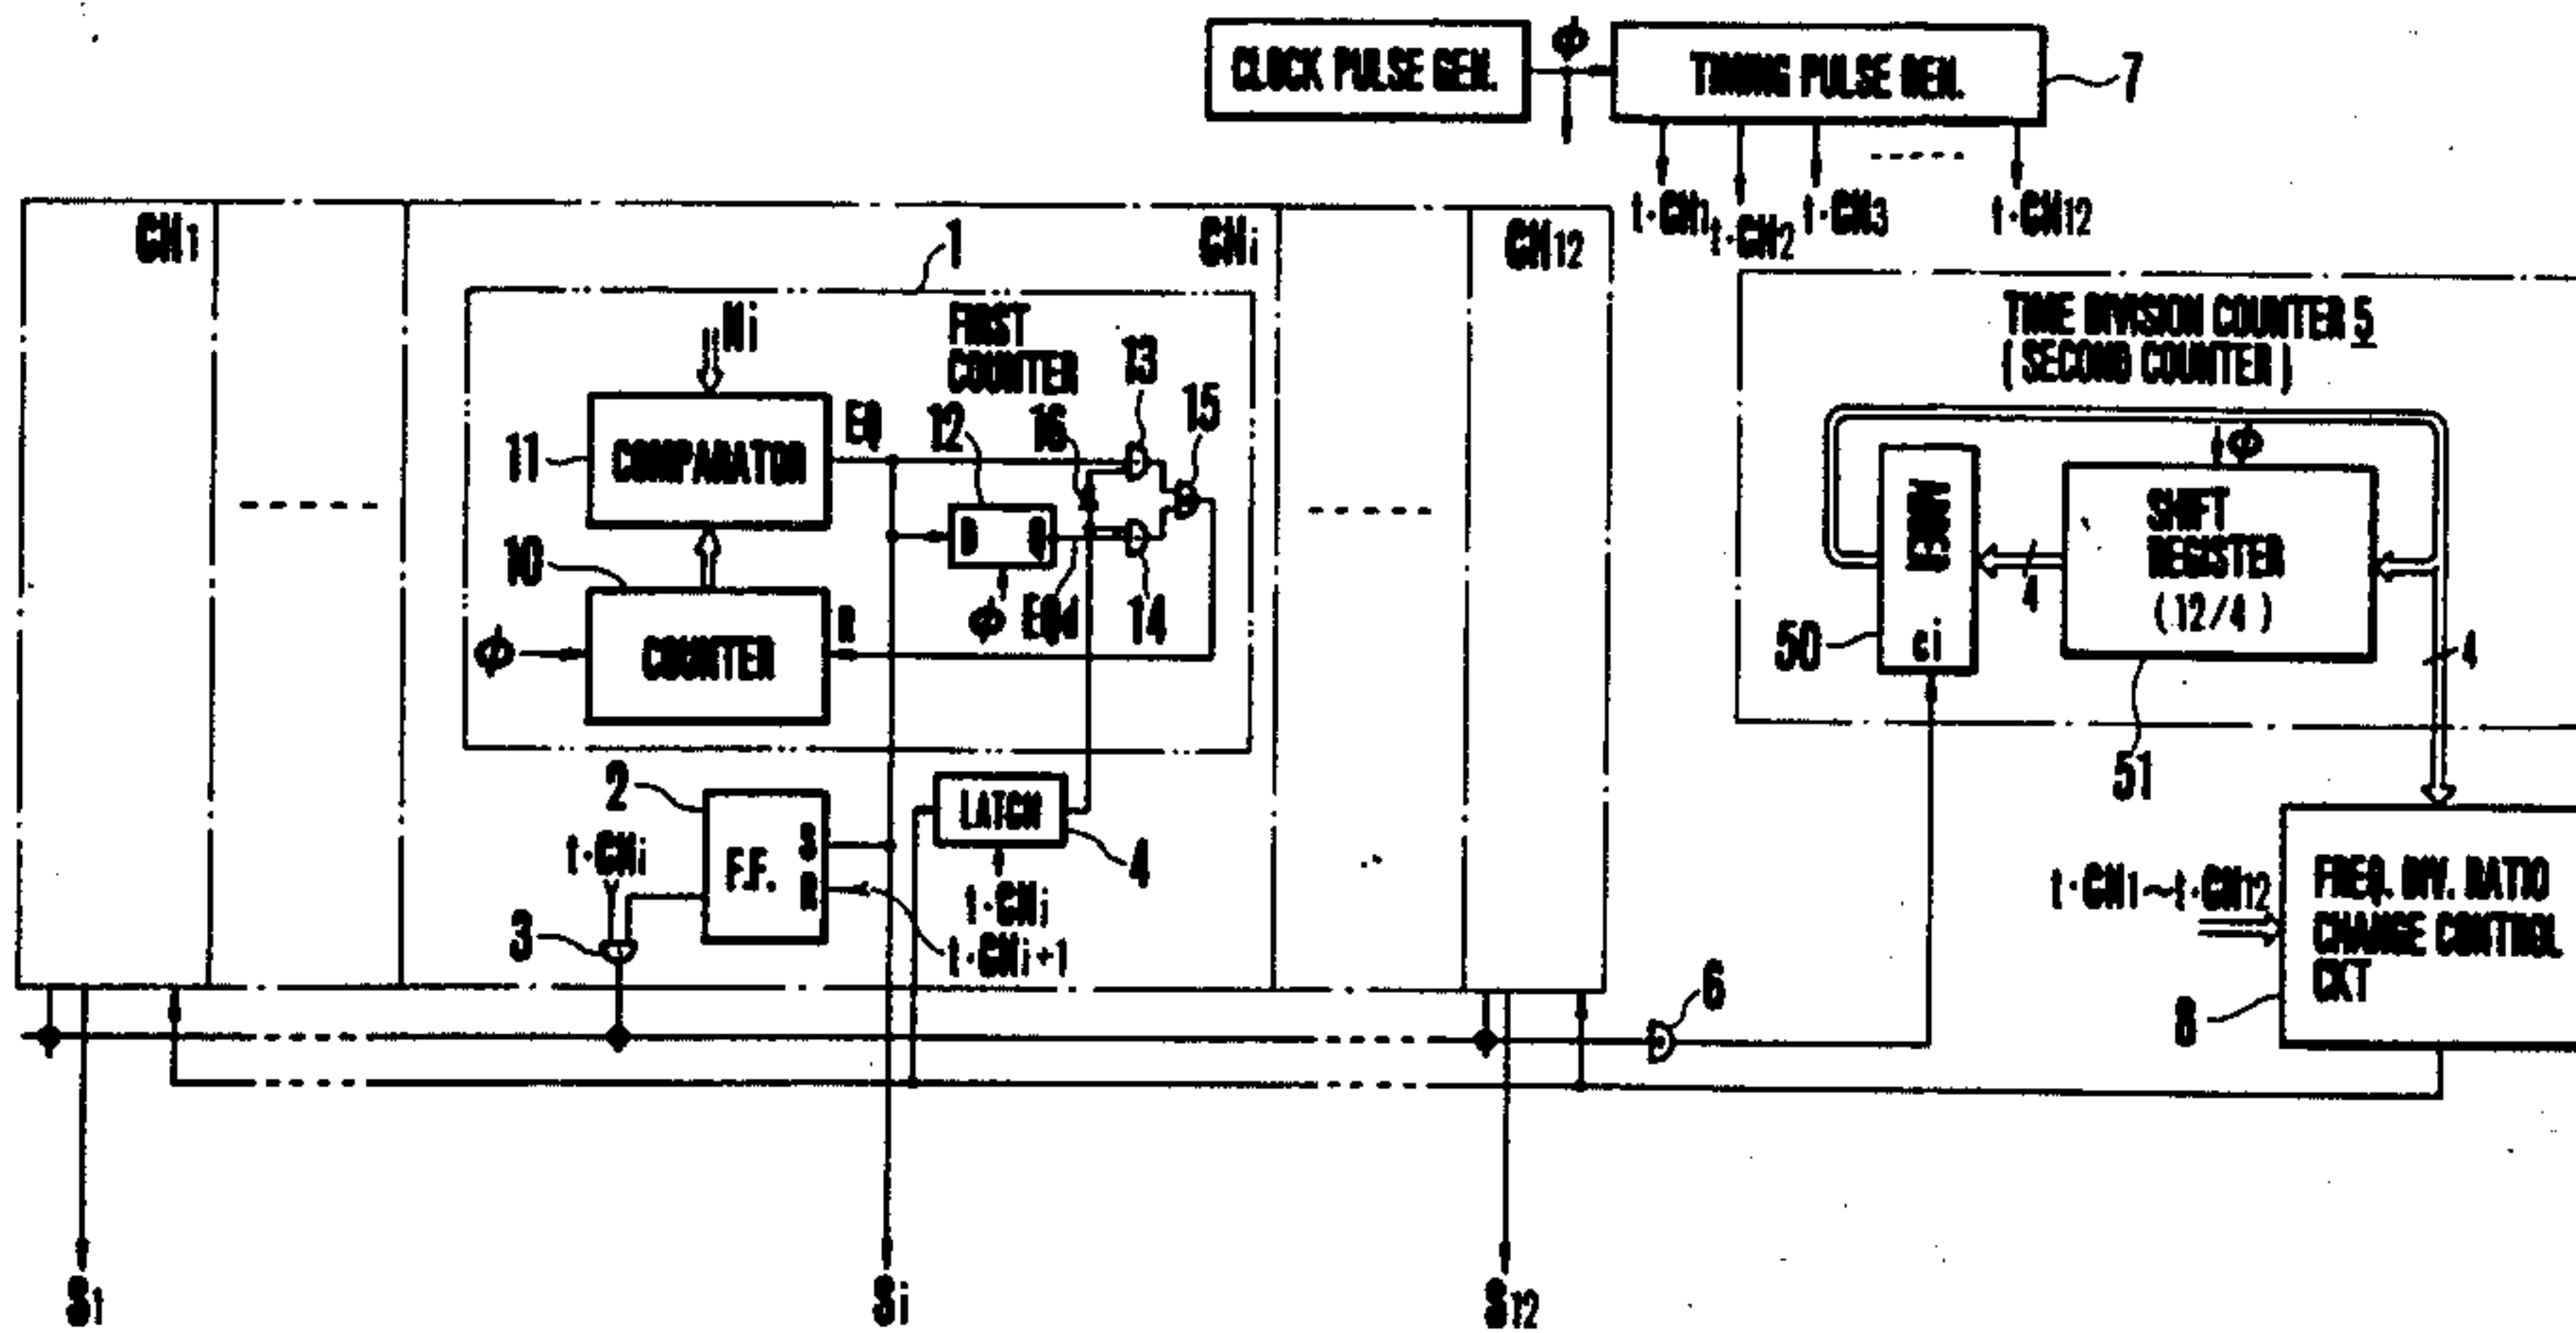 CLOCK PULSE GEN.
ϕ
TIMING PULSE GEN.
7
t·CH1
t·CH2
t·CH3
t·CH12
CH1
CHi
CH12
1
Ni
FIRST
COUNTER
13
15
11
COMPARATOR
EQ
12
16
D
Q
10
COUNTER
R
ϕ
ϕ
EQd
14
2
F.F.
S
R
LATCH
4
t·CHi
t·CHi
t·CHi+1
3
6
TIME DIVISION COUNTER 5
( SECOND COUNTER )
ϕ
ADDER
ci
50
4
SHIFT
REGISTER
(12/4)
51
4
t·CH1~t·CH12
FREQ. DIV. RATIO
CHANGE CONTROL
CKT
8
S1
Si
S12